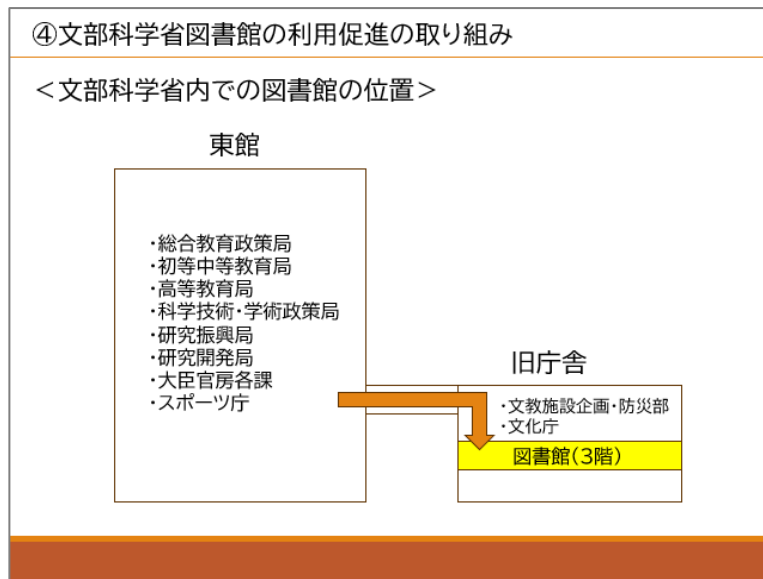 ④文部科学省図書館の利用促進の取り組み
＜文部科学省内での図書館の位置＞
東館
・総合教育政策局
・初等中等教育局
・高等教育局
・科学技術・学術政策局
・研究振興局
・研究開発局
・大臣官房各課
・スポーツ庁
旧庁舎
・文教施設企画・防災部
・文化庁
図書館（3階）